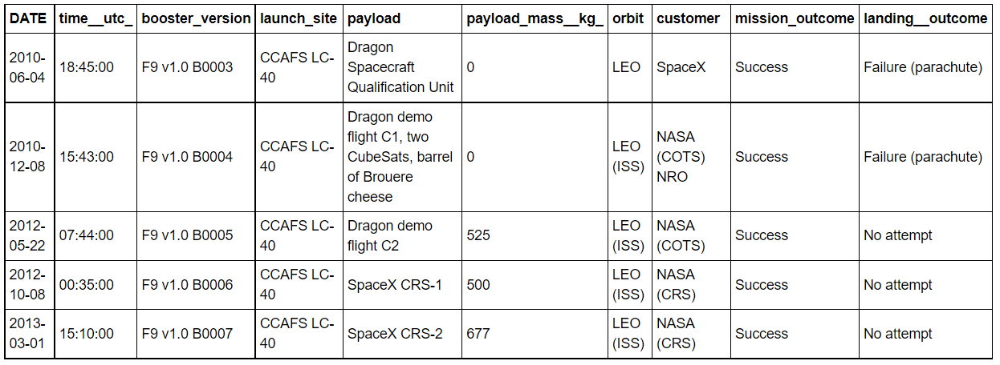 DATE time__utc_ booster_version launch_site payload payload_mass__kg_ orbit customer mission_outcome landing__outcome
2010-
06-04
18:45:00
F9 v1.0 B0003
CCAFS LC-
40
Dragon
Spacecraft
Qualification Unit
0
LEO
SpaceX
Success
Failure (parachute)
2010-
12-08
15:43:00
F9 v1.0 B0004
CCAFS LC-
40
Dragon demo
flight C1, two
CubeSats, barrel
of Brouere
cheese
0
LEO
(ISS)
NASA
(COTS)
NRO
Success
Failure (parachute)
2012-
05-22
07:44:00
F9 v1.0 B0005
CCAFS LC-
40
Dragon demo
flight C2
525
LEO
(ISS)
NASA
(COTS)
Success
No attempt
2012-
10-08
00:35:00
F9 v1.0 B0006
CCAFS LC-
40
SpaceX CRS-1
500
LEO
(ISS)
NASA
(CRS)
Success
No attempt
2013-
03-01
15:10:00
F9 v1.0 B0007
CCAFS LC-
40
SpaceX CRS-2
677
LEO
(ISS)
NASA
(CRS)
Success
No attempt